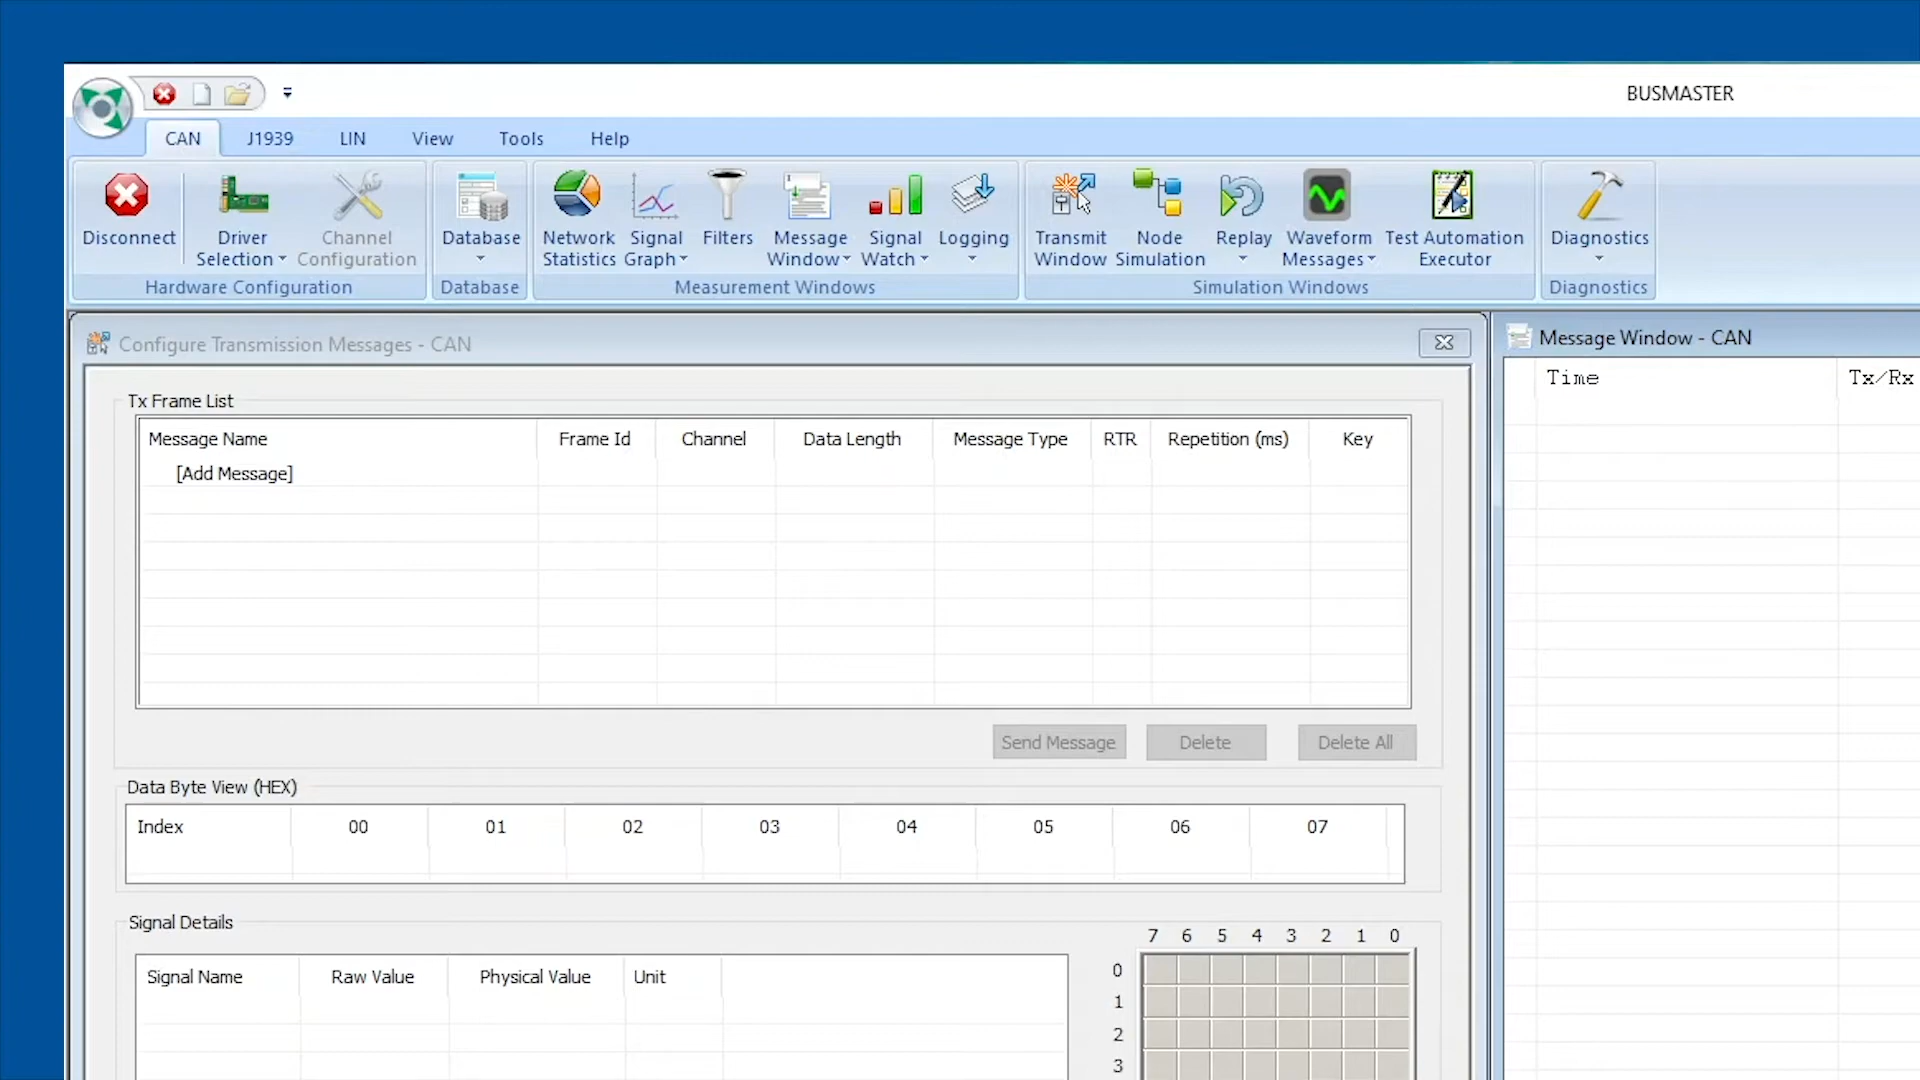 BUSMASTER
CAN J1939 LIN View Tools Help
Disconnect Driver Selection Channel Configuration Database Network Statistics Signal Graph Filters Message Window Signal Watch Logging Transmit Window Node Simulation Replay Waveform Messages Test Automation Executor Diagnostics
Hardware Configuration Database Measurement Windows Simulation Windows Diagnostics
Configure Transmission Messages - CAN
Message Window - CAN
Time Tx/Rx
Tx Frame List
Message Name Frame Id Channel Data Length Message Type RTR Repetition (ms) Key
[Add Message]
Send Message Delete Delete All
Data Byte View (HEX)
Index 00 01 02 03 04 05 06 07
Signal Details
7 6 5 4 3 2 1 0
Signal Name Raw Value Physical Value Unit
0
1
2
3